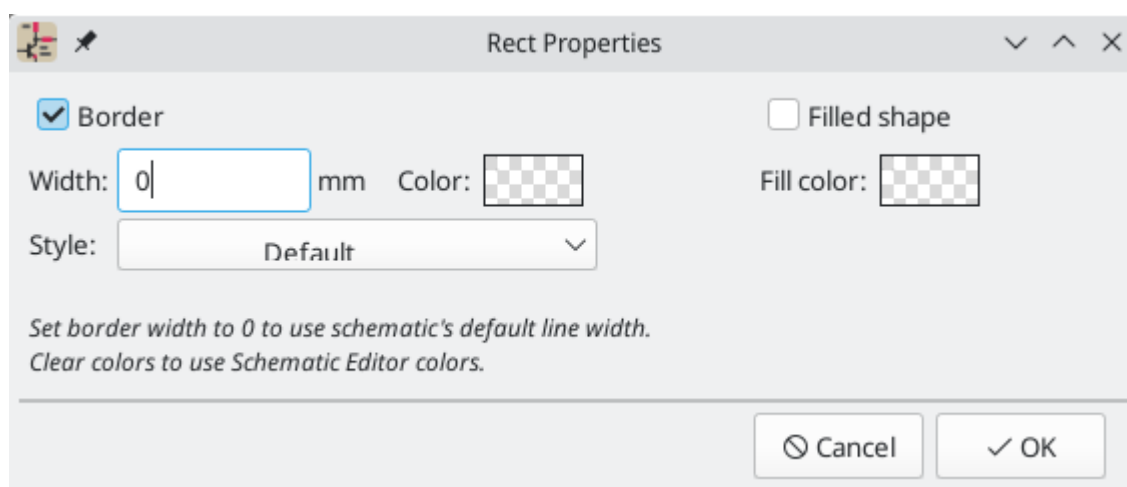 Rect Properties
Border
Filled shape
Width: 0 mm Color:
Fill color:
Style: Default
Set border width to 0 to use schematic's default line width.
Clear colors to use Schematic Editor colors.
Cancel
OK